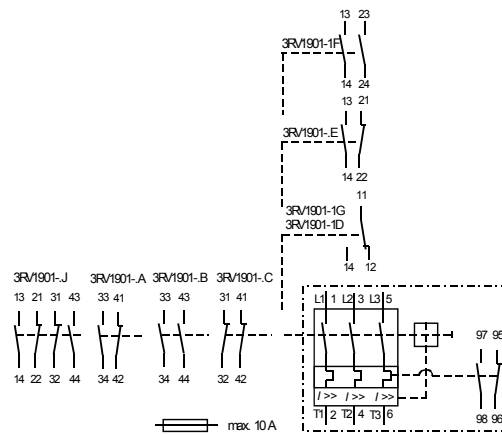 13 23
3RV1901-1F
14 24
13 21
3RV1901-.E
14 22
11
3RV1901-1G
3RV1901-1D
14 12
3RV1901-.J 3RV1901-.A 3RV1901-.B 3RV1901-.C
13 21 31 43 33 41 33 43 31 41
14 22 32 44 34 42 34 44 32 42
L1 1 L2 3 L3 5
97 95
I >> I >> I >>
T1 2 T2 4 T3 6
98 96
max. 10 A